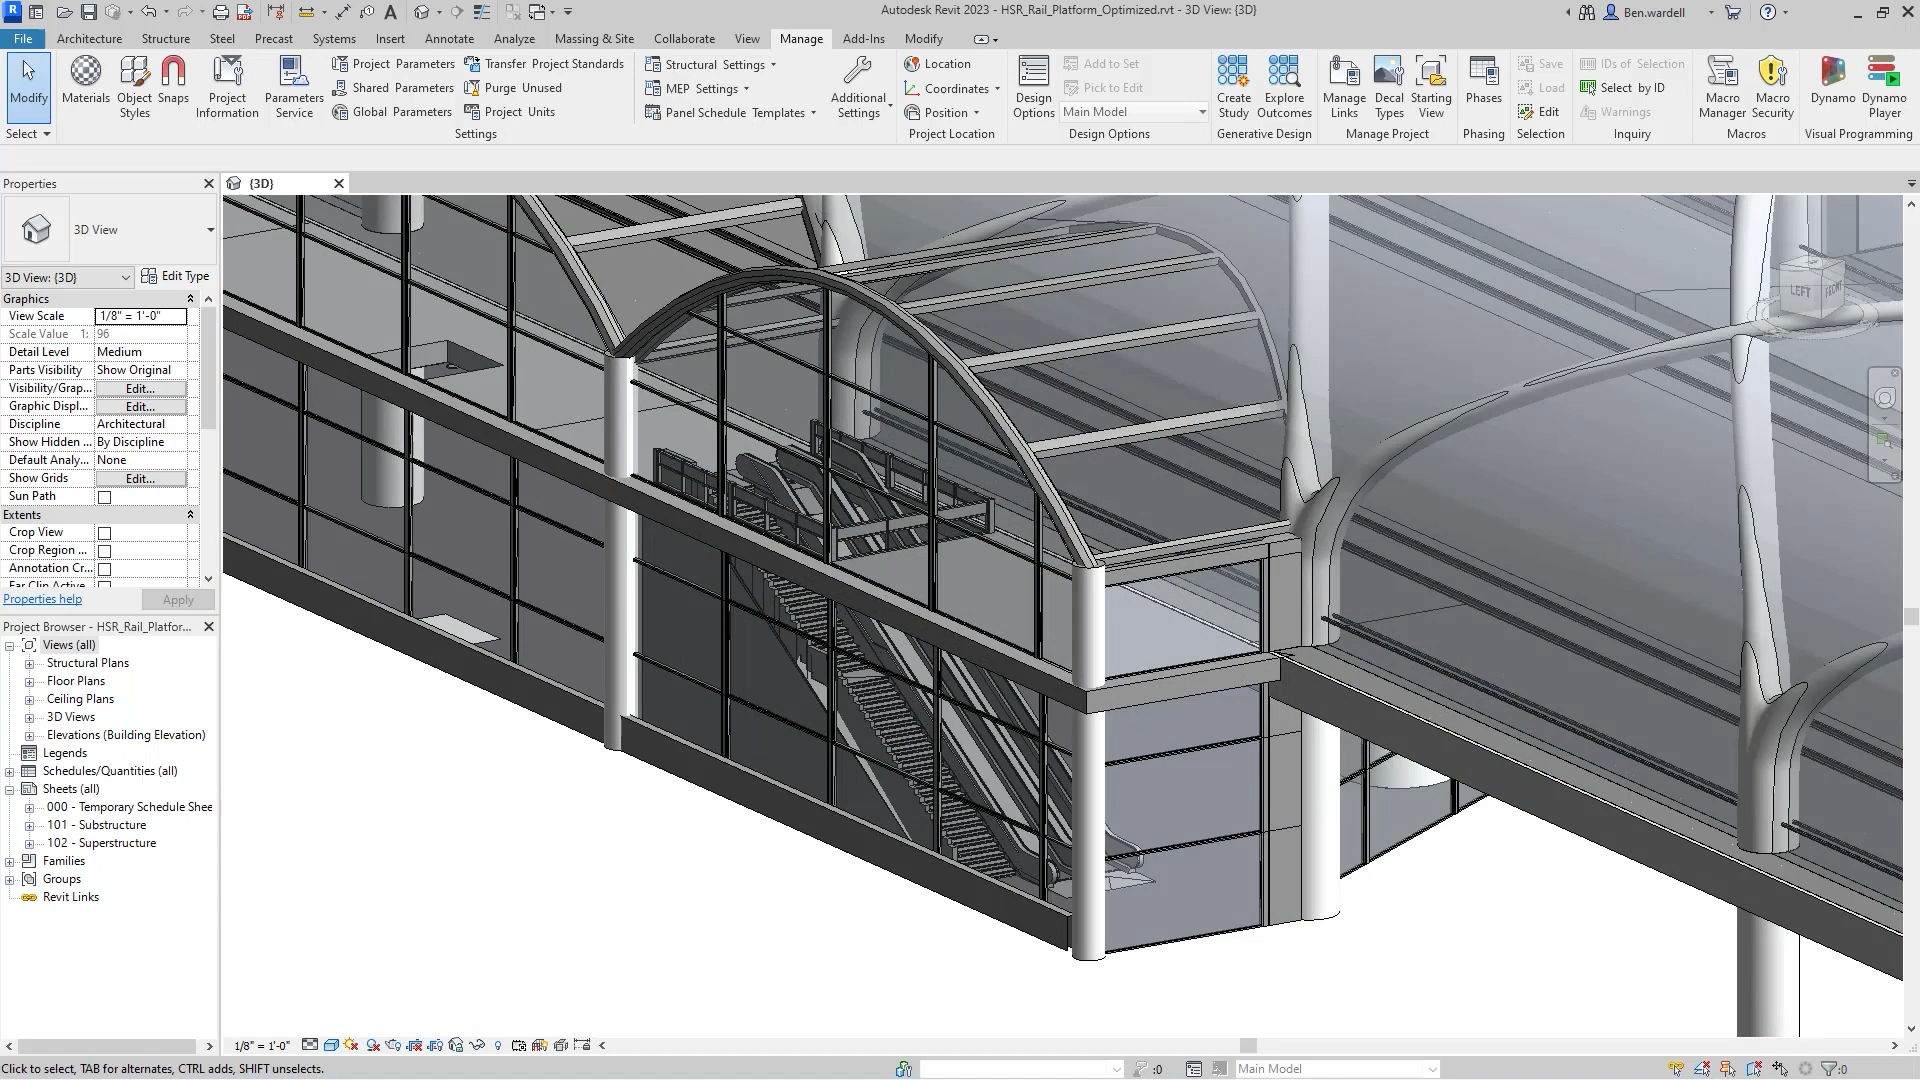 Autodesk Revit 2023 - HSR_Rail_Platform_Optimized.rvt - 3D View: {3D}
Ben.wardell
File Architecture Structure Steel Precast Systems Insert Annotate Analyze Massing & Site Collaborate View Manage Add-Ins Modify
Modify
Select
Materials
Object Styles
Snaps
Project Information
Parameters Service
Project Parameters
Shared Parameters
Global Parameters
Transfer Project Standards
Purge Unused
Project Units
Settings
Structural Settings
MEP Settings
Panel Schedule Templates
Additional Settings
Location
Coordinates
Position
Project Location
Design Options
Add to Set
Pick to Edit
Main Model
Design Options
Create Study
Explore Outcomes
Generative Design
Manage Links
Decal Types
Starting View
Manage Project
Phases
Phasing
Save
Load
Edit
Selection
IDs of Selection
Select by ID
Warnings
Inquiry
Macro Manager
Macro Security
Macros
Dynamo
Dynamo Player
Visual Programming
Properties
{3D}
3D View
3D View: {3D}
Edit Type
Graphics
View Scale 1/8" = 1'-0"
Scale Value 1: 96
Detail Level Medium
Parts Visibility Show Original
Visibility/Grap... Edit...
Graphic Displ... Edit...
Discipline Architectural
Show Hidden ... By Discipline
Default Analy... None
Show Grids Edit...
Sun Path
Extents
Crop View
Crop Region ...
Annotation Cr...
Far Clip Active
Properties help
Apply
Project Browser - HSR_Rail_Platfor...
Views (all)
Structural Plans
Floor Plans
Ceiling Plans
3D Views
Elevations (Building Elevation)
Legends
Schedules/Quantities (all)
Sheets (all)
000 - Temporary Schedule Shee
101 - Substructure
102 - Superstructure
Families
Groups
Revit Links
LEFT FRONT
1/8" = 1'-0"
Click to select, TAB for alternates, CTRL adds, SHIFT unselects.
:0
Main Model
:0